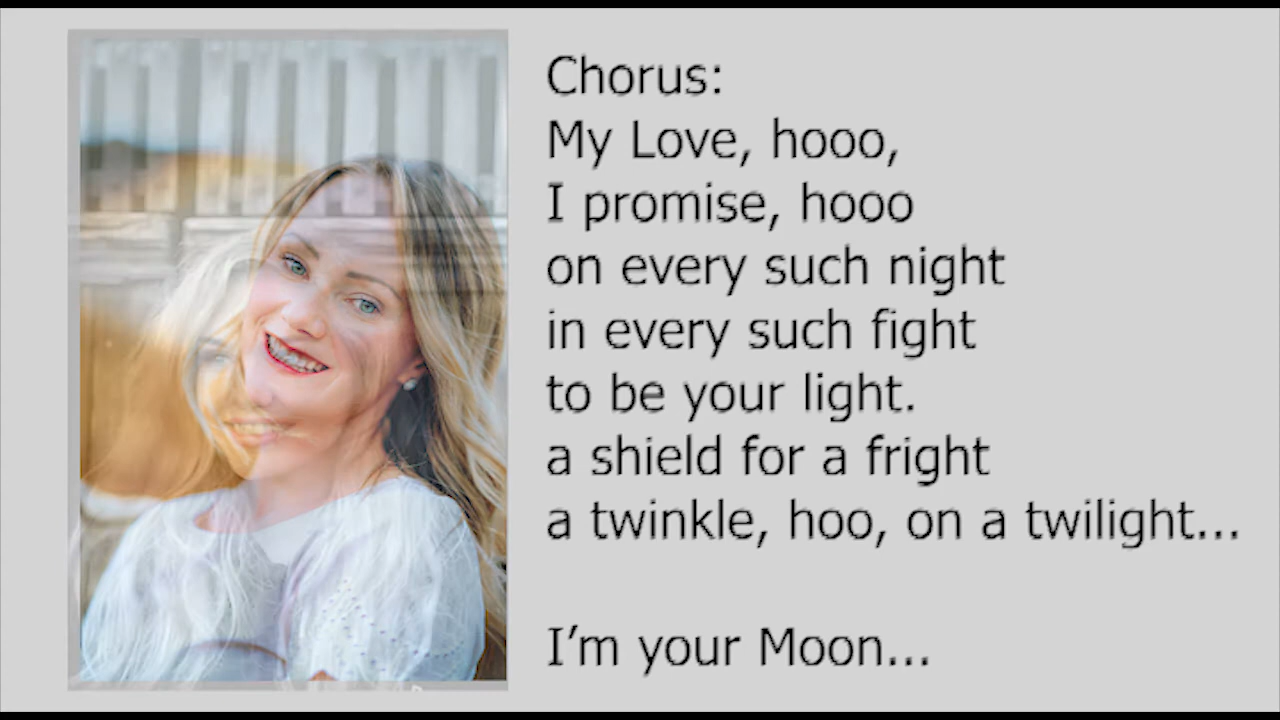 Chorus:
My Love, hooo,
I promise, hooo
on every such night
in every such fight
to be your light.
a shield for a fright
a twinkle, hoo, on a twilight...
I’m your Moon...